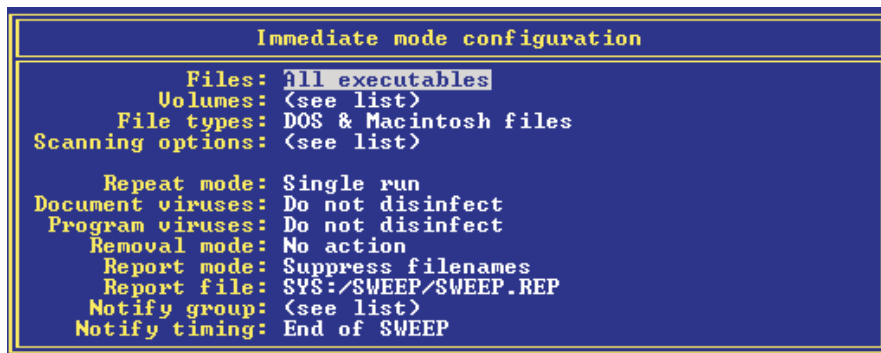 Immediate mode configuration
Files: All executables
Volumes: (see list)
File types: DOS & Macintosh files
Scanning options: (see list)
Repeat mode: Single run
Document viruses: Do not disinfect
Program viruses: Do not disinfect
Removal mode: No action
Report mode: Suppress filenames
Report file: SYS:/SWEEP/SWEEP.REP
Notify group: (see list)
Notify timing: End of SWEEP